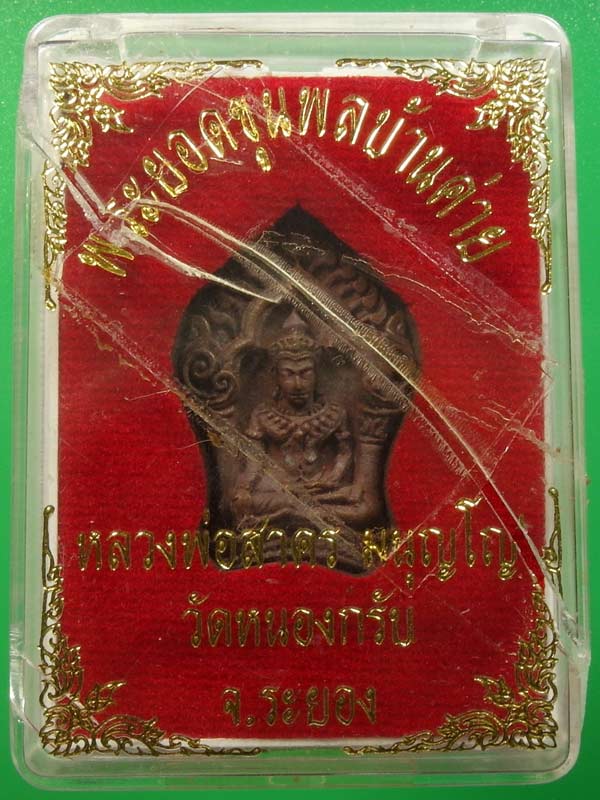 พระยอดขุนพลบ้านค่าย
หลวงพ่อสาคร มนุญโญ
วัดหนองกรับ
จ.ระยอง